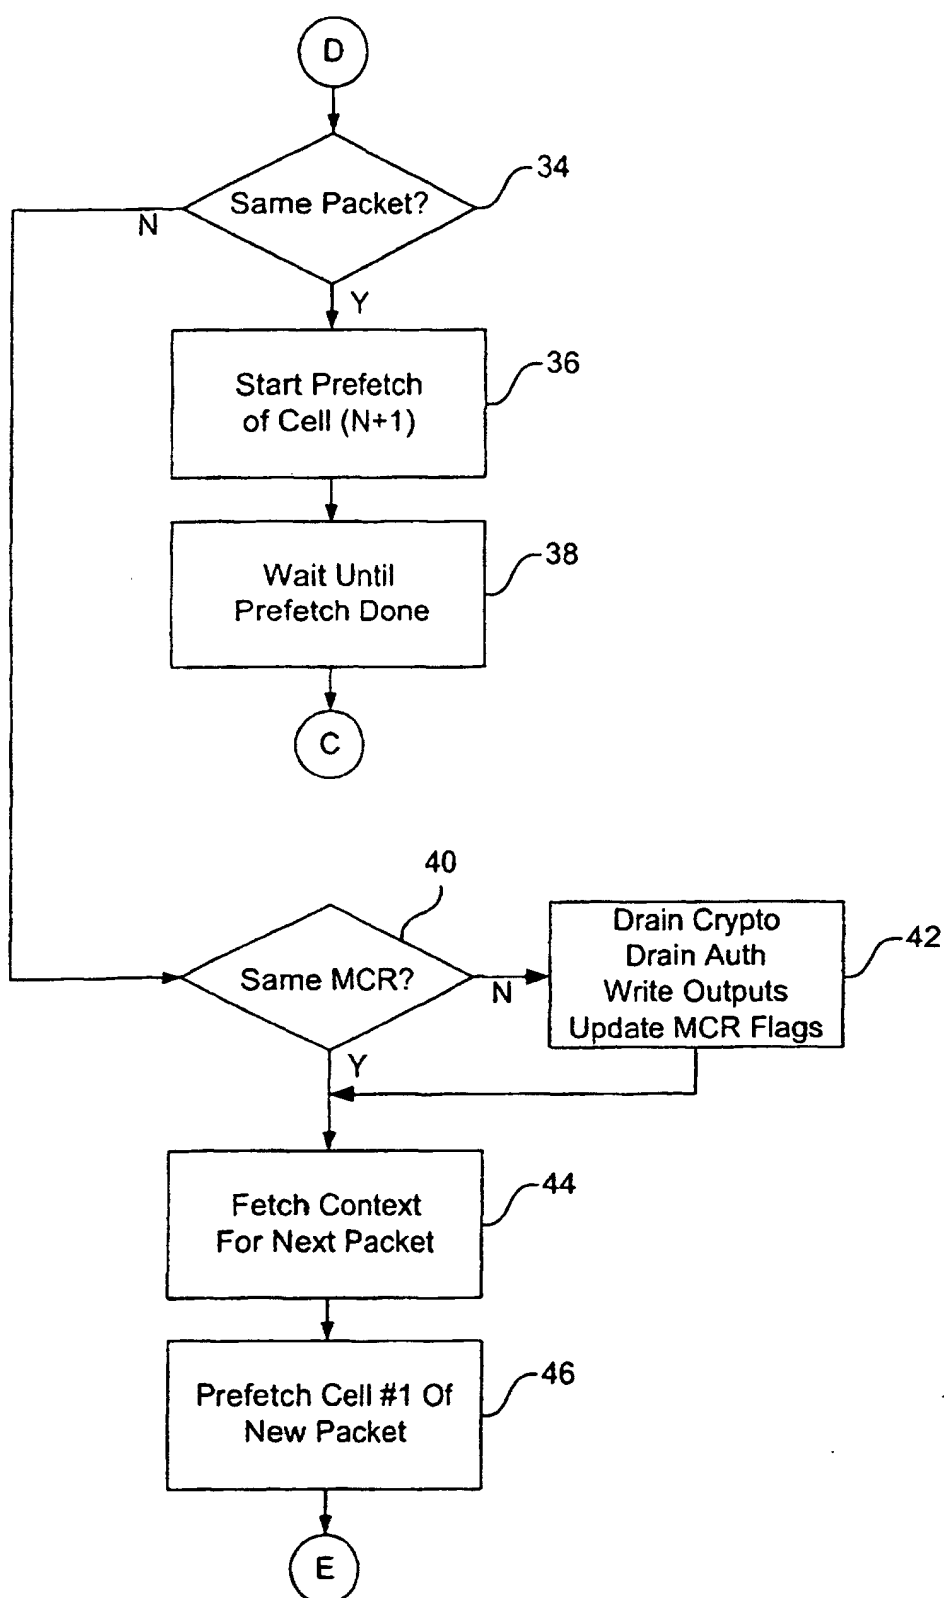 D
Same Packet?
34
N
Y
Start Prefetch
of Cell (N+1)
36
Wait Until
Prefetch Done
38
C
40
Same MCR?
N
Drain Crypto
Drain Auth
Write Outputs
Update MCR Flags
42
Y
Fetch Context
For Next Packet
44
Prefetch Cell #1 Of
New Packet
46
E